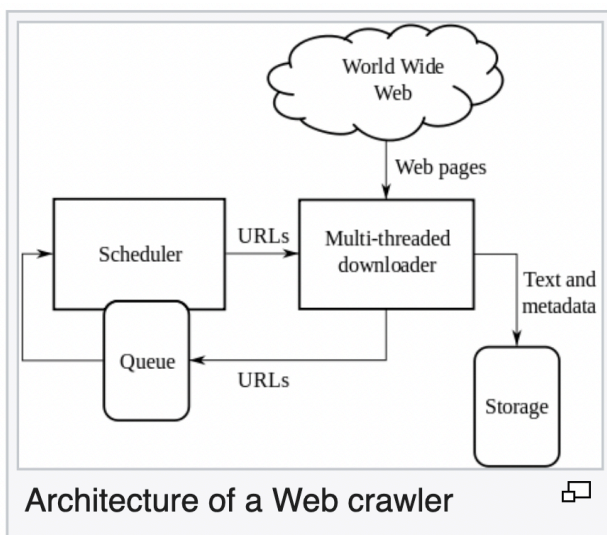 World Wide
Web
Web pages
Scheduler
URLs
Multi-threaded
downloader
Text and
metadata
Queue
URLs
Storage
Architecture of a Web crawler